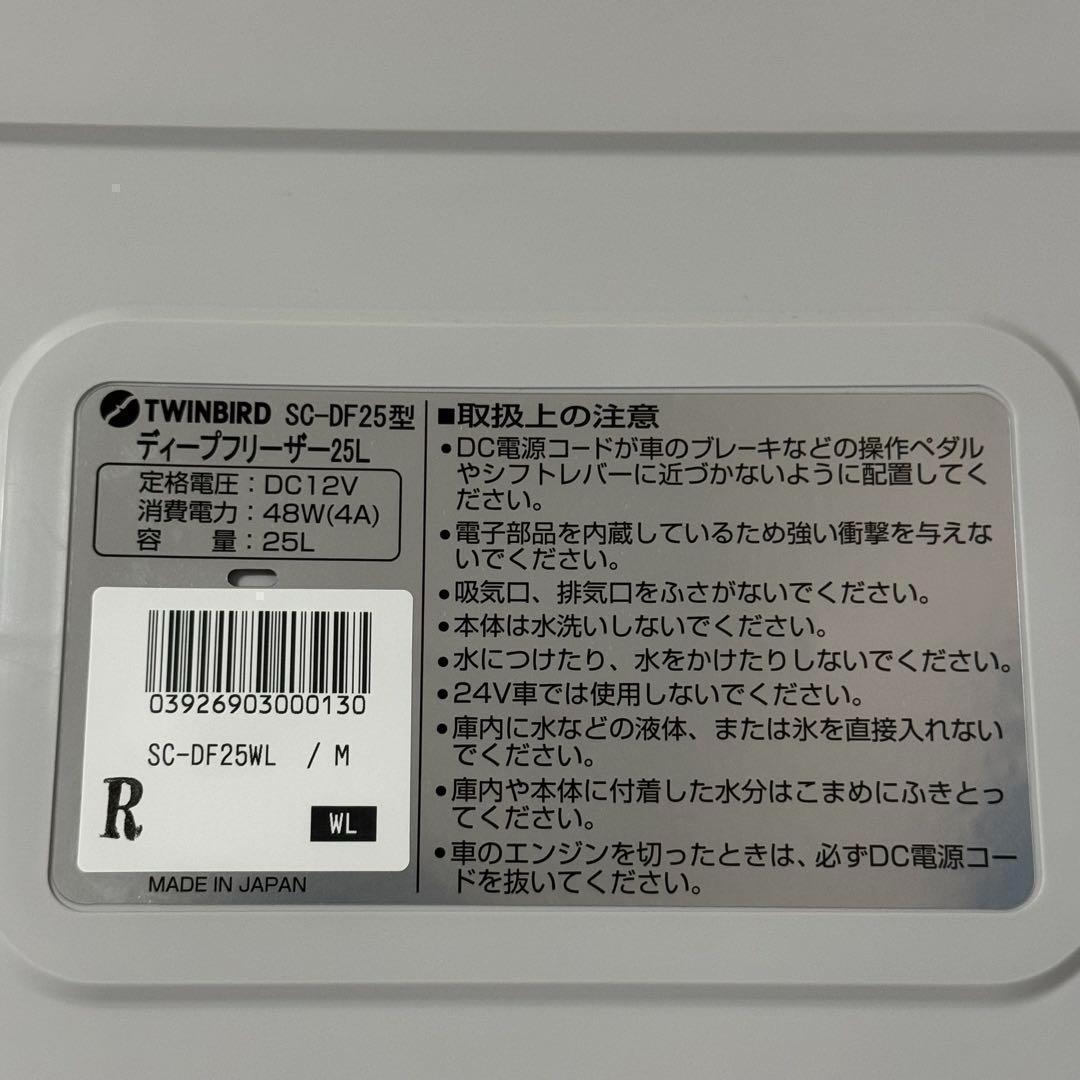 TWINBIRD SC-DF25型
ディープフリーザー25L
定格電圧：DC12V
消費電力：48W(4A)
容　　量：25L
03926903000130
SC-DF25WL / M
R
WL
MADE IN JAPAN
■取扱上の注意
●DC電源コードが車のブレーキなどの操作ペダル
やシフトレバーに近づかないように配置してく
ださい。
●電子部品を内蔵しているため強い衝撃を与えな
いでください。
●吸気口、排気口をふさがないでください。
●本体は水洗いしないでください。
●水につけたり、水をかけたりしないでください。
●24V車では使用しないでください。
●庫内に水などの液体、または氷を直接入れない
でください。
●庫内や本体に付着した水分はこまめにふきとっ
てください。
●車のエンジンを切ったときは、必ずDC電源コー
ドを抜いてください。